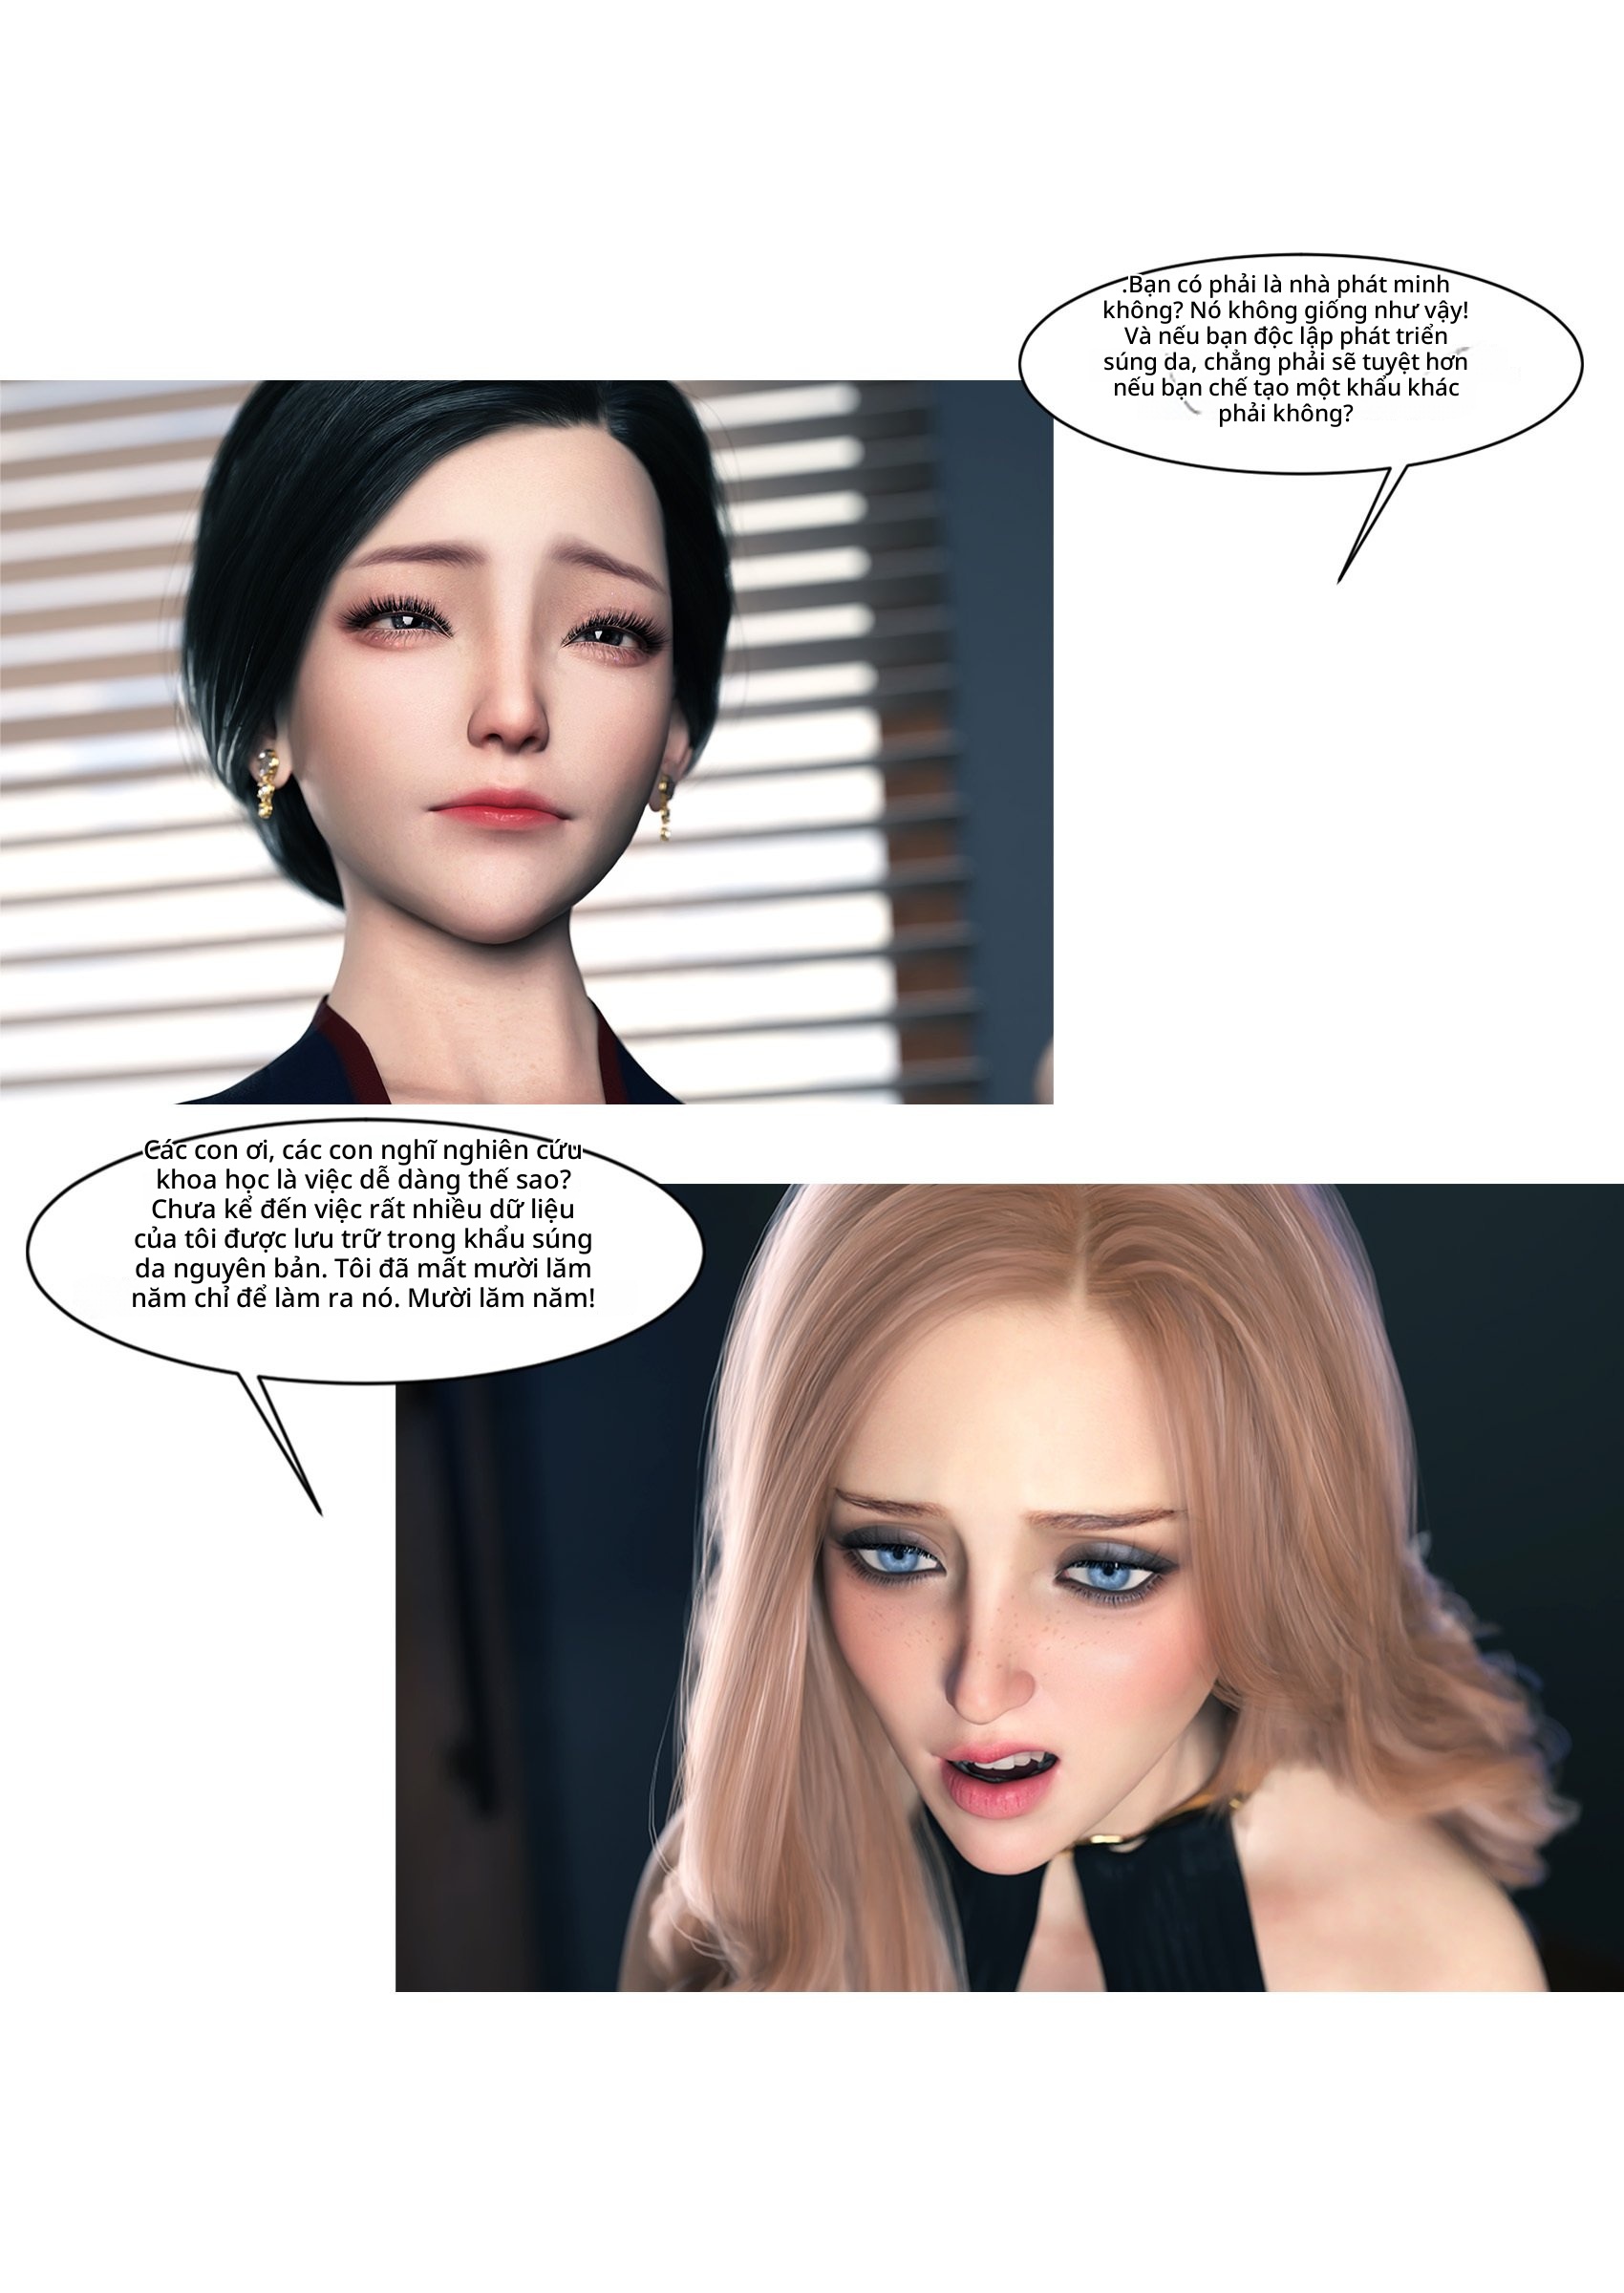 .Bạn có phải là nhà phát minh
không? Nó không giống như vậy!
Và nếu bạn độc lập phát triển
súng da, chẳng phải sẽ tuyệt hơn
nếu bạn chế tạo một khẩu khác
phải không?
Các con ơi, các con nghĩ nghiên cứu
khoa học là việc dễ dàng thế sao?
Chưa kể đến việc rất nhiều dữ liệu
của tôi được lưu trữ trong khẩu súng
da nguyên bản. Tôi đã mất mười lăm
năm chỉ để làm ra nó. Mười lăm năm!